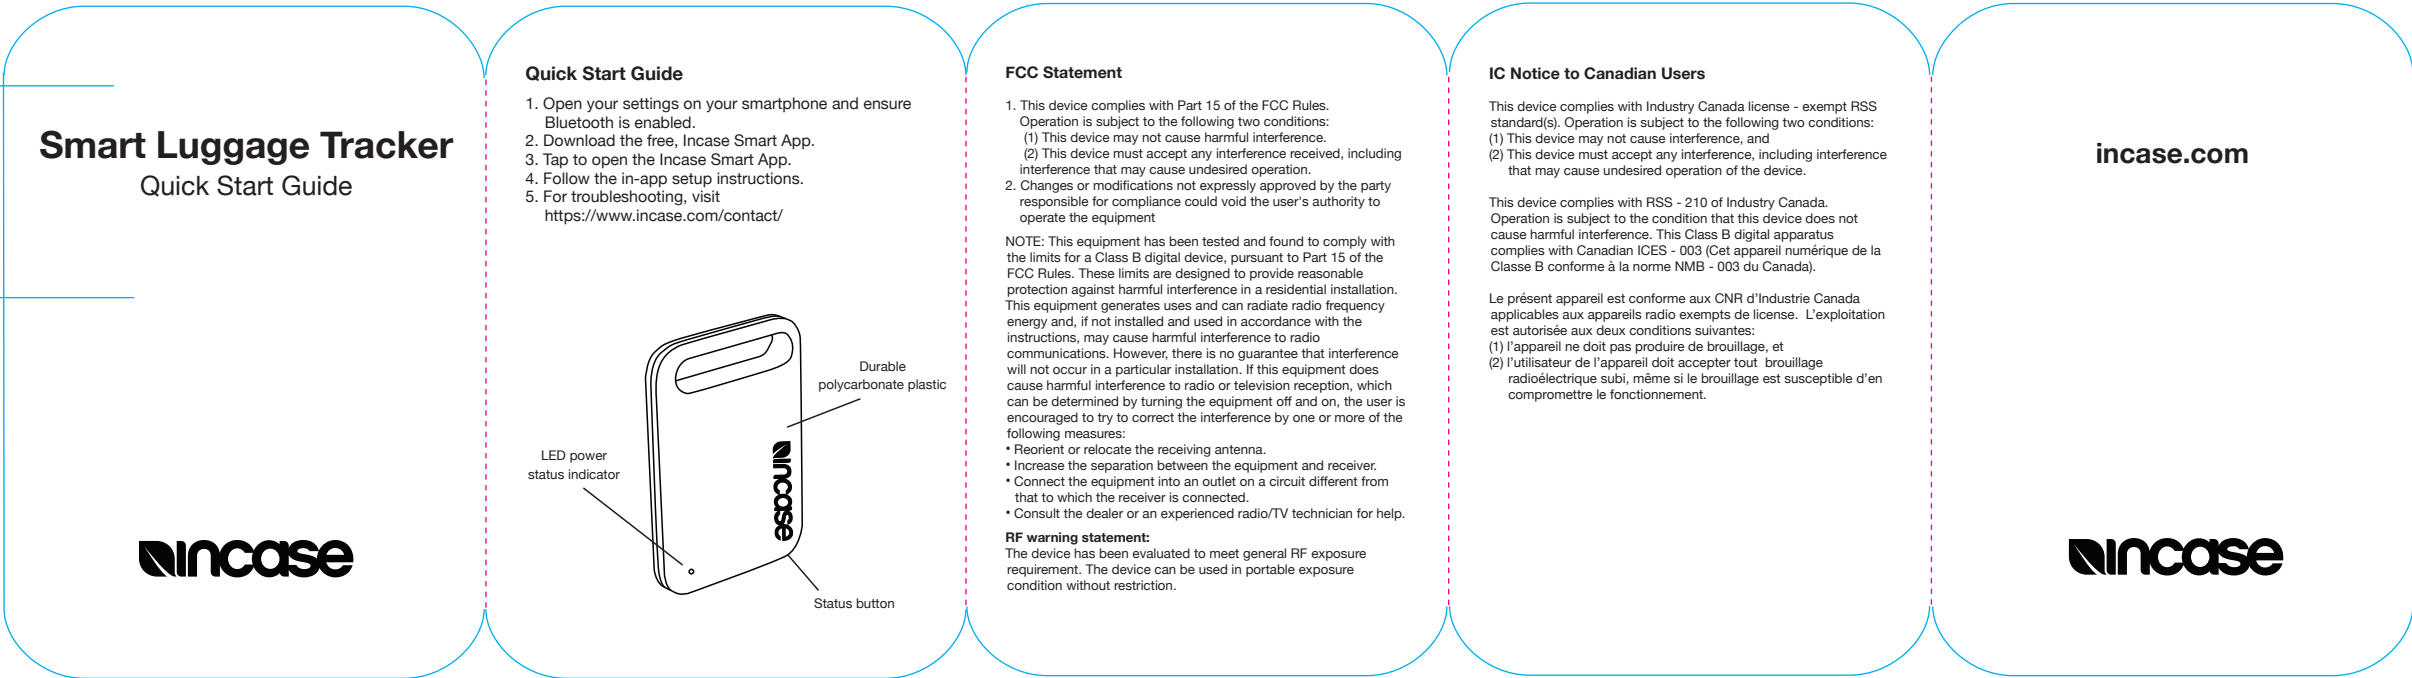 Smart Luggage Tracker
Quick Start Guide
incase
Quick Start Guide
1. Open your settings on your smartphone and ensure
Bluetooth is enabled.
2. Download the free, Incase Smart App.
3. Tap to open the Incase Smart App.
4. Follow the in-app setup instructions.
5. For troubleshooting, visit
https://www.incase.com/contact/
Durable
polycarbonate plastic
LED power
status indicator
incase
Status button
FCC Statement
1. This device complies with Part 15 of the FCC Rules.
Operation is subject to the following two conditions:
(1) This device may not cause harmful interference.
(2) This device must accept any interference received, including
interference that may cause undesired operation.
2. Changes or modifications not expressly approved by the party
responsible for compliance could void the user's authority to
operate the equipment
NOTE: This equipment has been tested and found to comply with
the limits for a Class B digital device, pursuant to Part 15 of the
FCC Rules. These limits are designed to provide reasonable
protection against harmful interference in a residential installation.
This equipment generates uses and can radiate radio frequency
energy and, if not installed and used in accordance with the
instructions, may cause harmful interference to radio
communications. However, there is no guarantee that interference
will not occur in a particular installation. If this equipment does
cause harmful interference to radio or television reception, which
can be determined by turning the equipment off and on, the user is
encouraged to try to correct the interference by one or more of the
following measures:
• Reorient or relocate the receiving antenna.
• Increase the separation between the equipment and receiver.
• Connect the equipment into an outlet on a circuit different from
that to which the receiver is connected.
• Consult the dealer or an experienced radio/TV technician for help.
RF warning statement:
The device has been evaluated to meet general RF exposure
requirement. The device can be used in portable exposure
condition without restriction.
IC Notice to Canadian Users
This device complies with Industry Canada license - exempt RSS
standard(s). Operation is subject to the following two conditions:
(1) This device may not cause interference, and
(2) This device must accept any interference, including interference
that may cause undesired operation of the device.
This device complies with RSS - 210 of Industry Canada.
Operation is subject to the condition that this device does not
cause harmful interference. This Class B digital apparatus
complies with Canadian ICES - 003 (Cet appareil numérique de la
Classe B conforme à la norme NMB - 003 du Canada).
Le présent appareil est conforme aux CNR d'Industrie Canada
applicables aux appareils radio exempts de license. L'exploitation
est autorisée aux deux conditions suivantes:
(1) l'appareil ne doit pas produire de brouillage, et
(2) l'utilisateur de l'appareil doit accepter tout brouillage
radioélectrique subi, même si le brouillage est susceptible d'en
compromettre le fonctionnement.
incase.com
incase